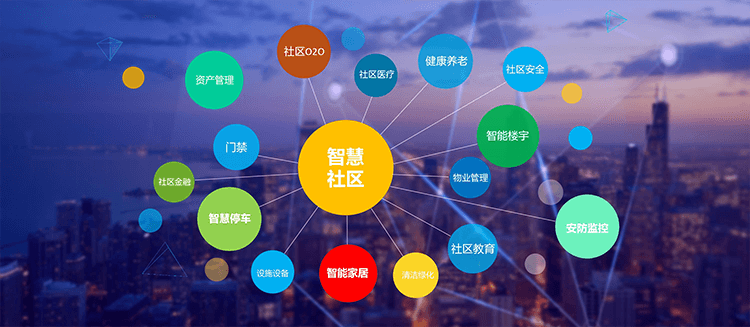 社区O2O
健康养老
社区安全
社区医疗
资产管理
智能楼宇
门禁
智慧
社区
社区金融
物业管理
智慧停车
安防监控
社区教育
设施设备
智能家居
清洁绿化